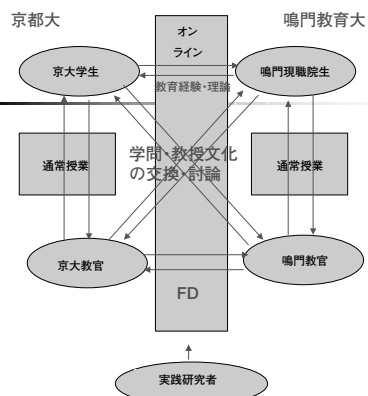 京都大
鳴門教育大
オン
ライン
京大学生
鳴門現職院生
教育経験・理論
通常授業
学問・教授文化
の交換・討論
通常授業
京大教官
鳴門教官
FD
実践研究者